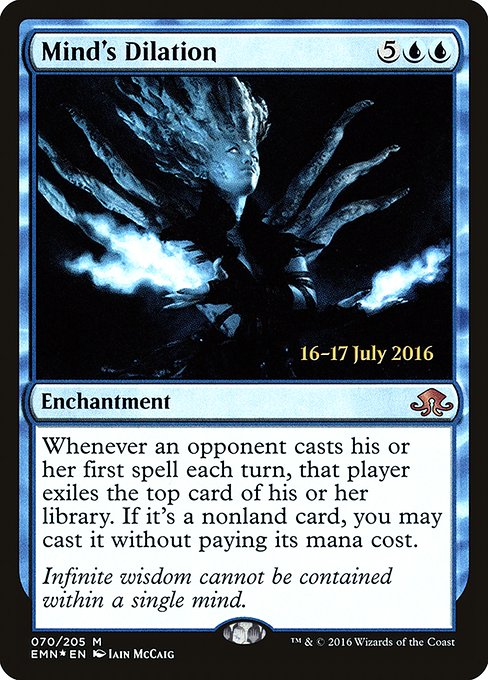 Mind's Dilation 5
16–17 July 2016
Enchantment
Whenever an opponent casts his or
her first spell each turn, that player
exiles the top card of his or her
library. If it's a nonland card, you may
cast it without paying its mana cost.
Infinite wisdom cannot be contained
within a single mind.
070/205 M
EMN★EN Iain McCaig
™ & © 2016 Wizards of the Coast